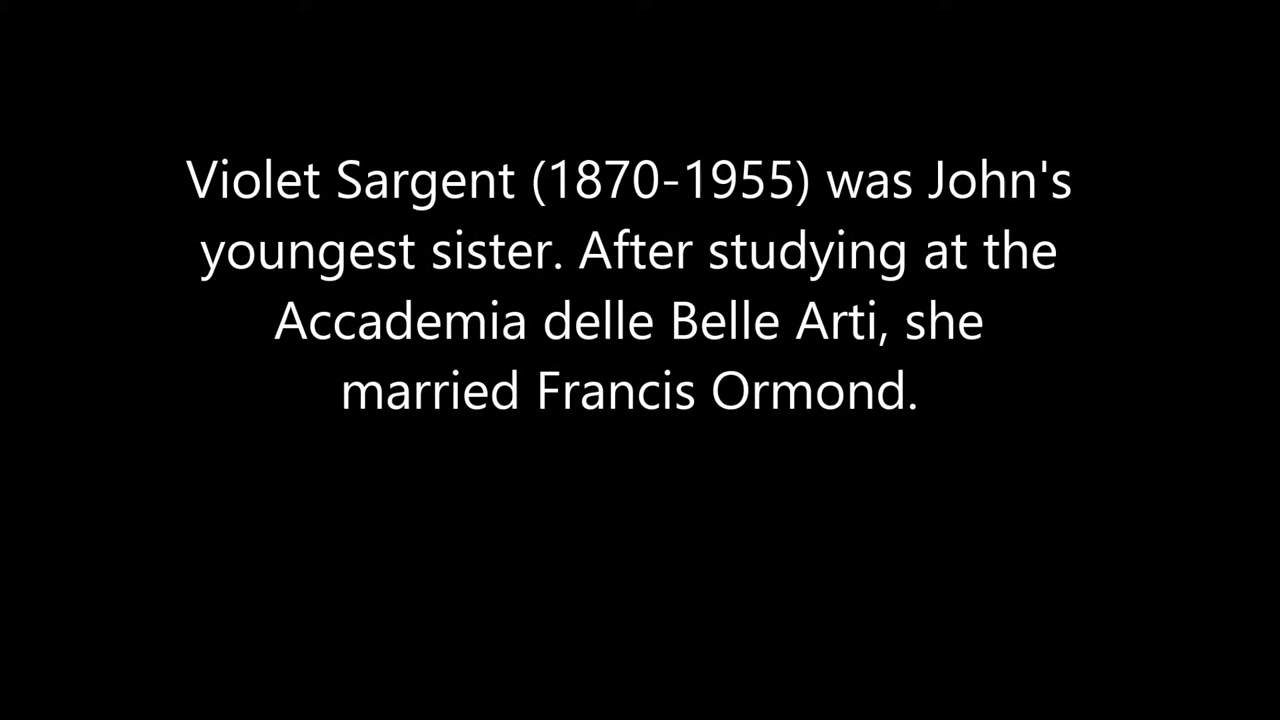 Violet Sargent (1870-1955) was John's
youngest sister. After studying at the
Accademia delle Belle Arti, she
married Francis Ormond.